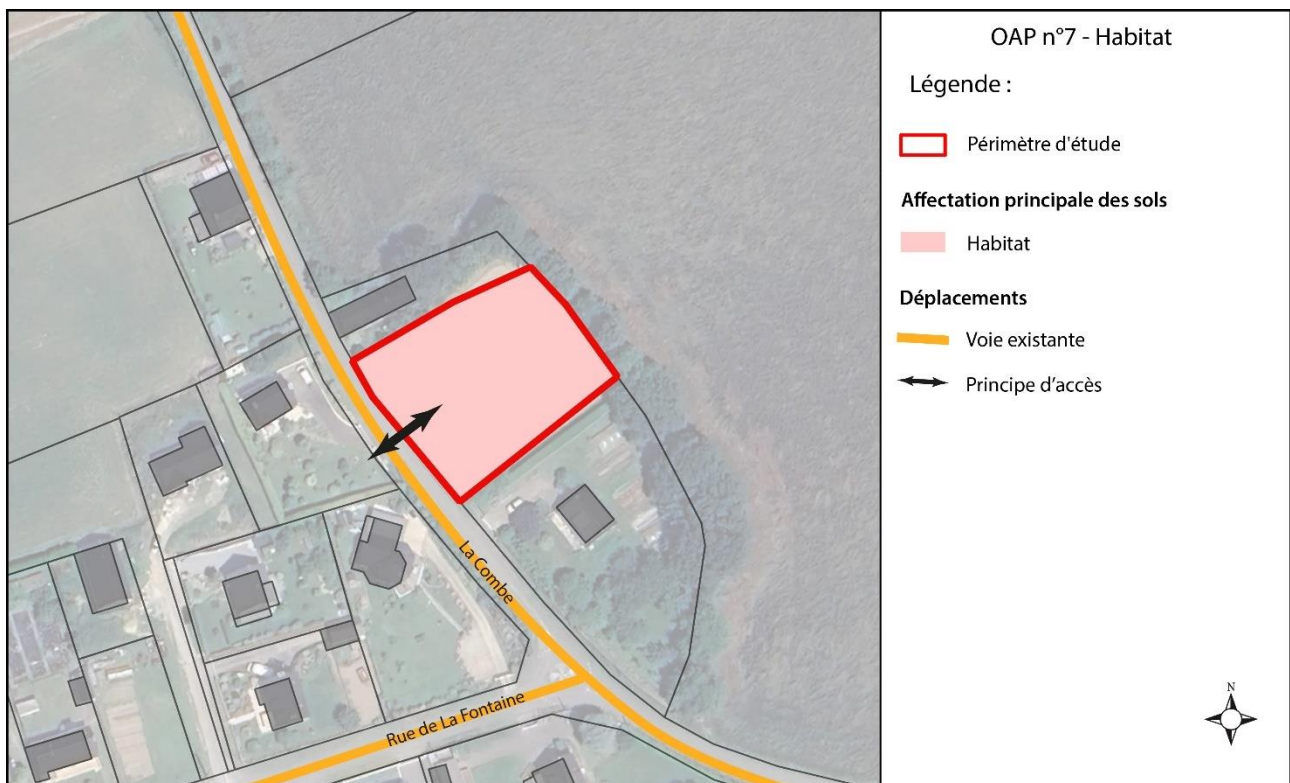 OAP n°7 - Habitat
Légende :
Périmètre d'étude
Affectation principale des sols
Habitat
Déplacements
Voie existante
Principe d'accès
La Combe
Rue de La Fontaine
N